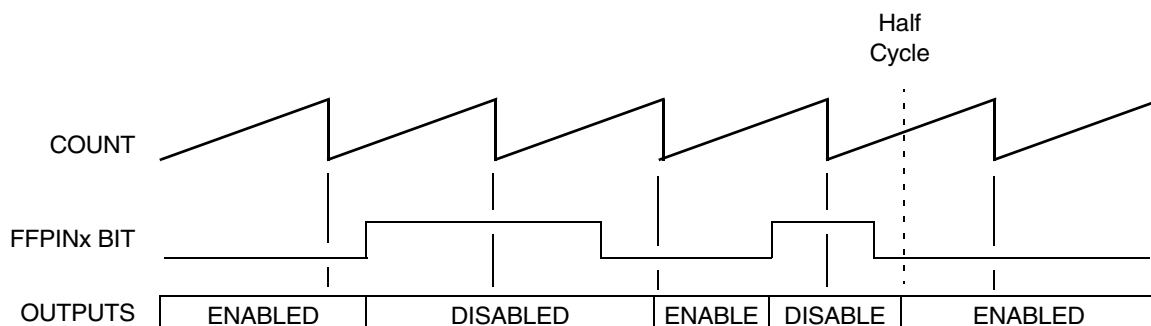 Half
Cycle
COUNT
FFPINx BIT
OUTPUTS ENABLED DISABLED ENABLE DISABLE ENABLED